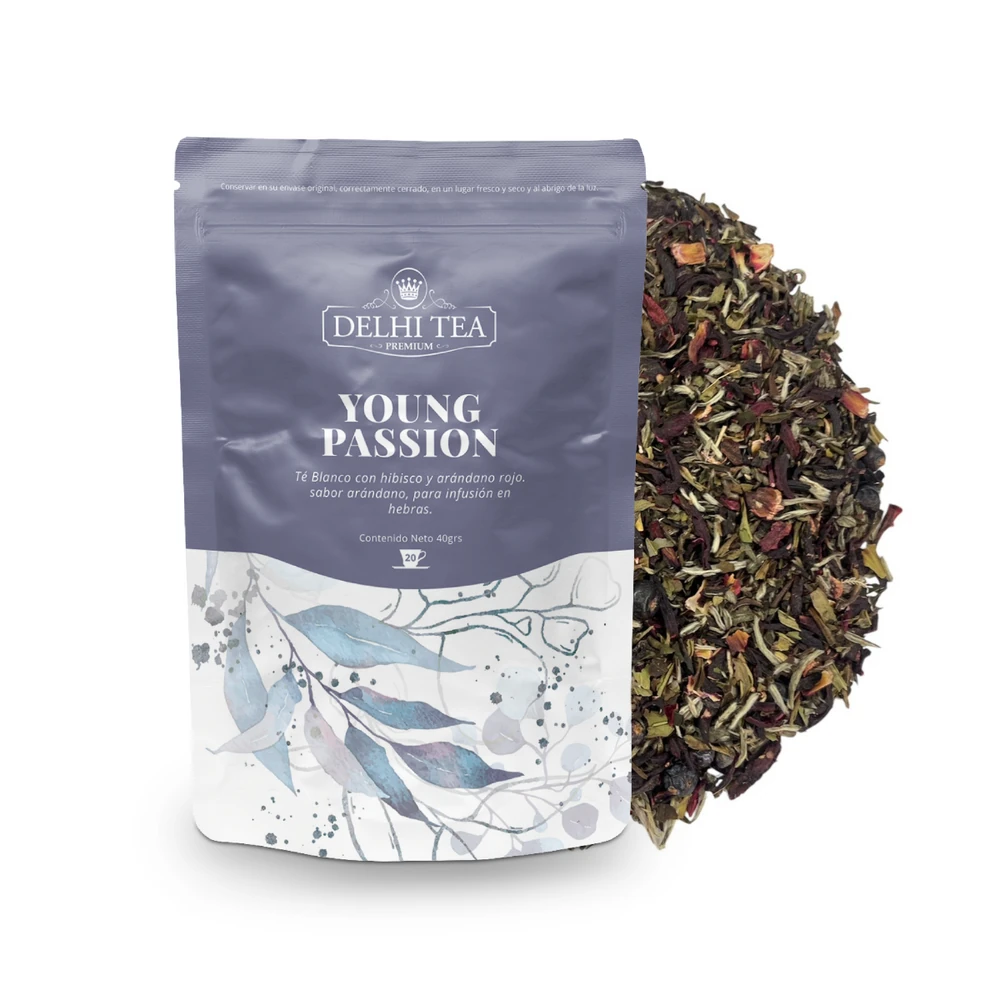 Conservar en su envase original, correctamente cerrado, en un lugar fresco y seco y al abrigo de la luz.
DELHI TEA
PREMIUM
YOUNG
PASSION
Té Blanco con hibisco y arándano rojo.
sabor arándano, para infusión en
hebras.
Contenido Neto 40grs
20